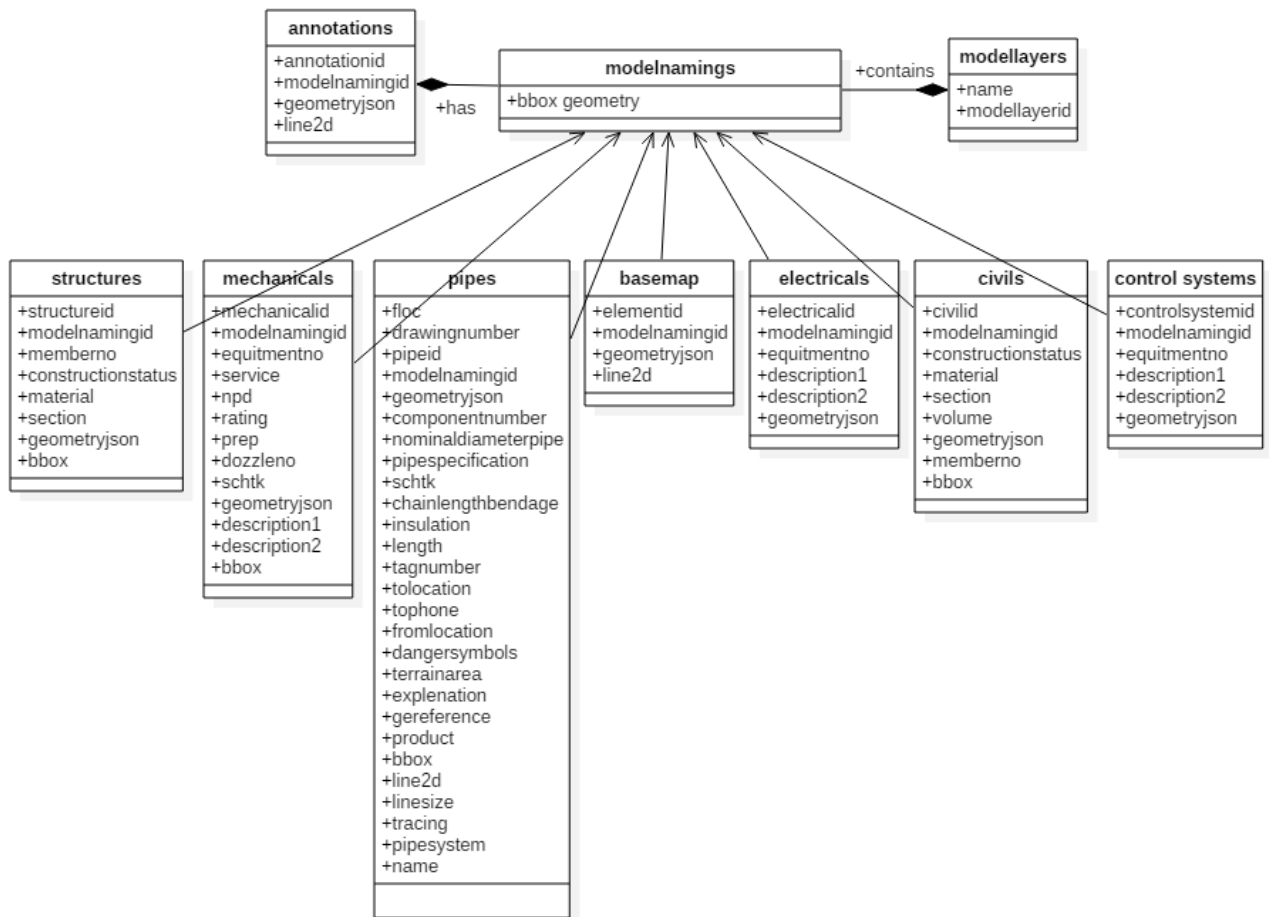 annotations
+annotationid
+modelnamingid
+geometryjson
+line2d
+has
modelnamings
+bbox geometry
+contains
modellayers
+name
+modellayerid
structures
+structureid
+modelnamingid
+memberno
+constructionstatus
+material
+section
+geometryjson
+bbox
mechanicals
+mechanicalid
+modelnamingid
+equitmentno
+service
+npd
+rating
+prep
+dozzleno
+schtk
+geometryjson
+description1
+description2
+bbox
pipes
+floc
+drawingnumber
+pipeid
+modelnamingid
+geometryjson
+componentnumber
+nominaldiameterpipe
+pipespecification
+schtk
+chainlengthbendage
+insulation
+length
+tagnumber
+tolocation
+tophone
+fromlocation
+dangersymbols
+terrainarea
+explenation
+gereference
+product
+bbox
+line2d
+linesize
+tracing
+pipesystem
+name
basemap
+elementid
+modelnamingid
+geometryjson
+line2d
electricals
+electricalid
+modelnamingid
+equitmentno
+description1
+description2
+geometryjson
civils
+civilid
+modelnamingid
+constructionstatus
+material
+section
+volume
+geometryjson
+memberno
+bbox
control systems
+controlsystemid
+modelnamingid
+equitmentno
+description1
+description2
+geometryjson